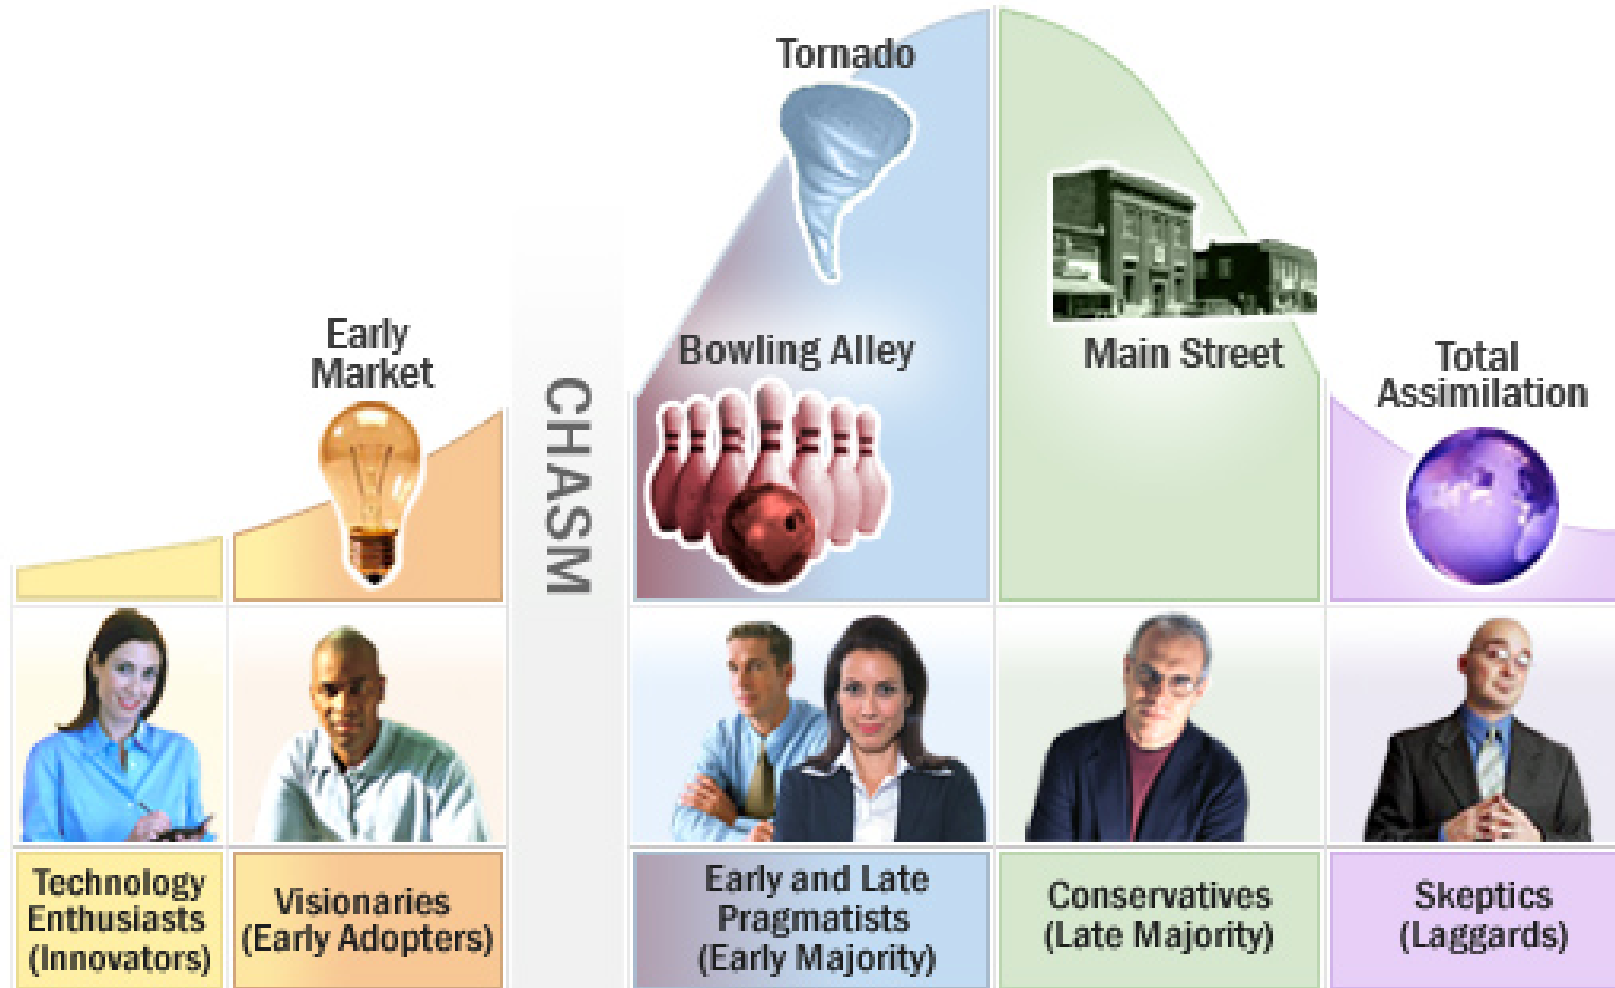 Tornado
Early
Market
Bowling Alley
Main Street
Total
Assimilation
CHASM
Technology
Enthusiasts
(Innovators)
Visionaries
(Early Adopters)
Early and Late
Pragmatists
(Early Majority)
Conservatives
(Late Majority)
Skeptics
(Laggards)